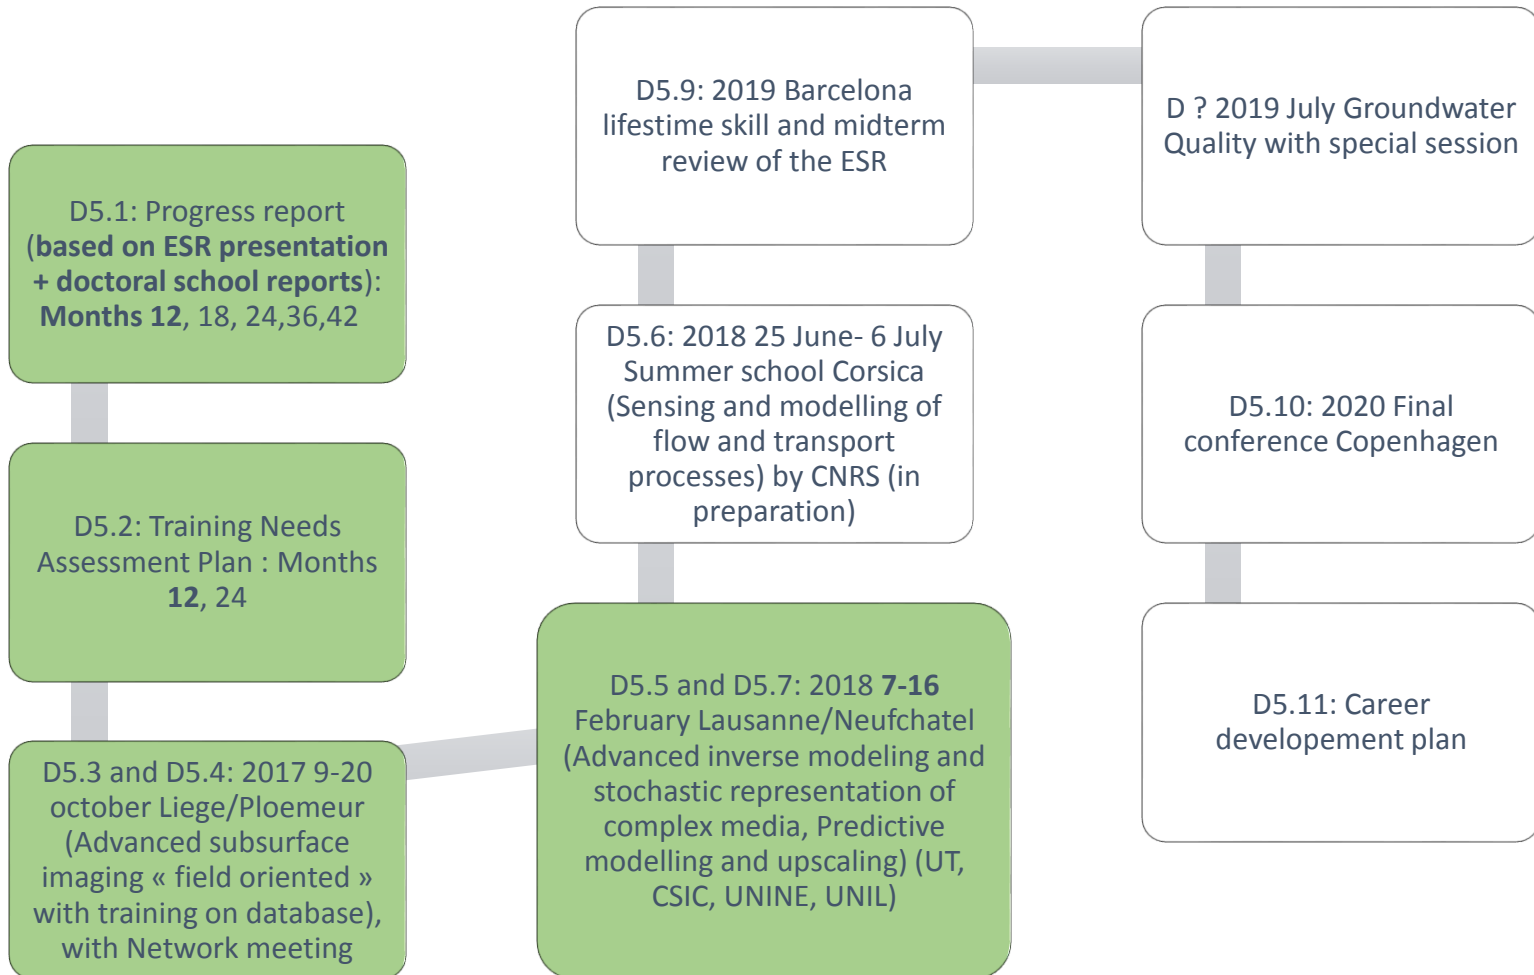 D5.1: Progress report
(based on ESR presentation
+ doctoral school reports):
Months 12, 18, 24,36,42
D5.2: Training Needs
Assessment Plan : Months
12, 24
D5.3 and D5.4: 2017 9-20
october Liege/Ploemeur
(Advanced subsurface
imaging « field oriented »
with training on database),
with Network meeting
D5.5 and D5.7: 2018 7-16
February Lausanne/Neufchatel
(Advanced inverse modeling and
stochastic representation of
complex media, Predictive
modelling and upscaling) (UT,
CSIC, UNINE, UNIL)
D5.6: 2018 25 June- 6 July
Summer school Corsica
(Sensing and modelling of
flow and transport
processes) by CNRS (in
preparation)
D5.9: 2019 Barcelona
lifestime skill and midterm
review of the ESR
D ? 2019 July Groundwater
Quality with special session
D5.10: 2020 Final
conference Copenhagen
D5.11: Career
developement plan